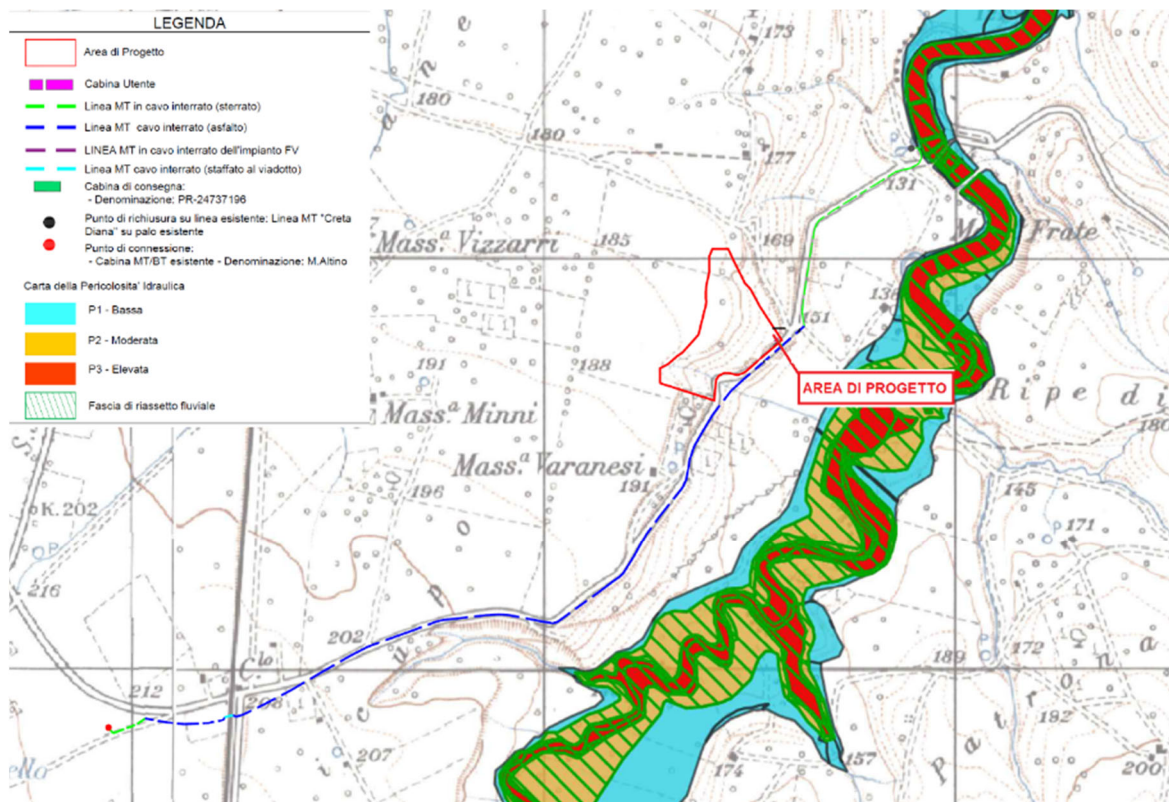 LEGENDA
Area di Progetto
Cabina Utente
Linea MT in cavo interrato (sterrato)
Linea MT cavo interrato (asfalto)
LINEA MT in cavo interrato dell'impianto FV
Linea MT cavo interrato (staffato al viadotto)
Cabina di consegna:
- Denominazione: PR-24737196
Punto di richiusura su linea esistente: Linea MT "Creta
Diana" su palo esistente
Punto di connessione:
- Cabina MT/BT esistente - Denominazione: M.Altino
Carta della Pericolosita' Idraulica
P1 - Bassa
P2 - Moderata
P3 - Elevata
Fascia di riassetto fluviale
173
180
180
177
131
Mass.ª Vizzarri
185
169
Frate
138
151
191
188
AREA DI PROGETTO
Ripe di
180
Mass.ª Minni
Mass.ª Varanesi
191
196
145
171
K. 202
216
202
212
C.lo
208
207
189
172
192
174
157
200